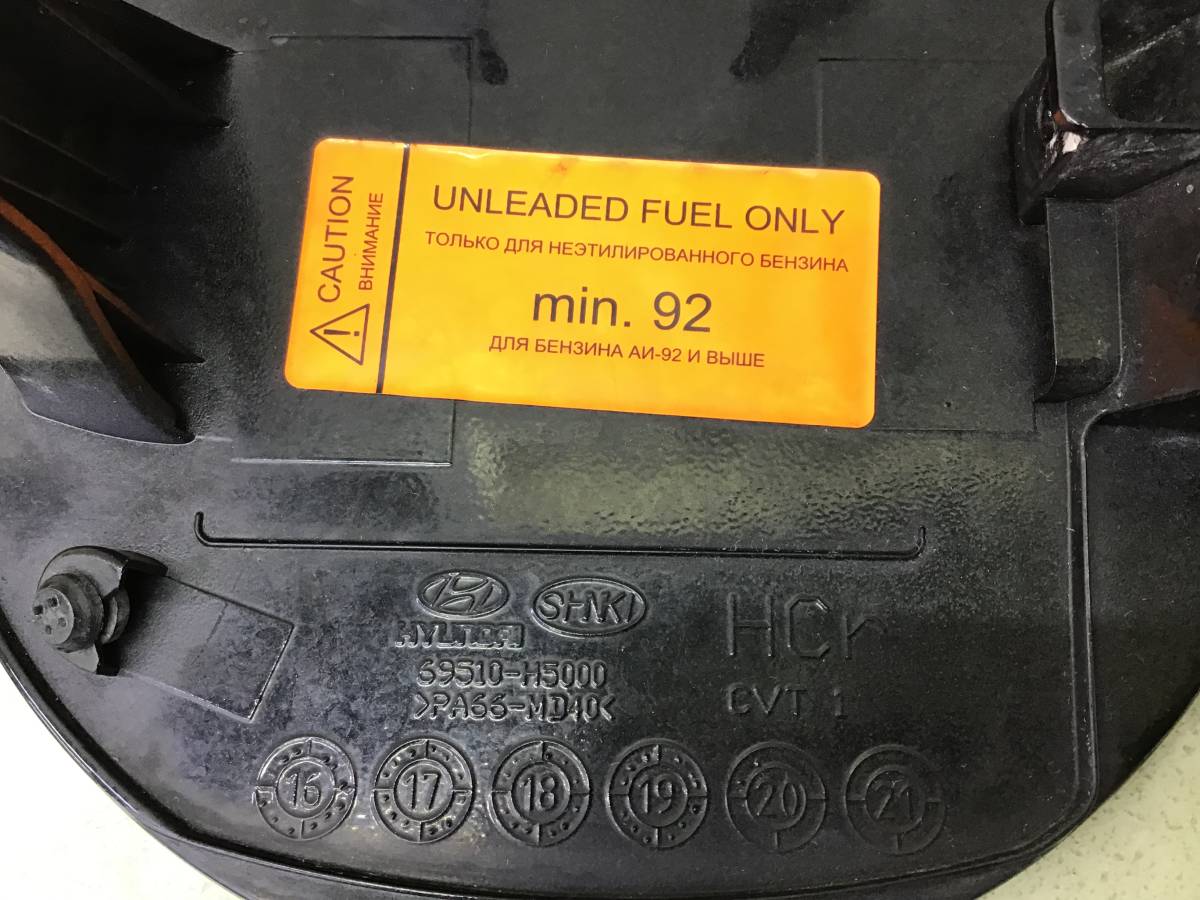 CAUTION
ВНИМАНИЕ
UNLEADED FUEL ONLY
ТОЛЬКО ДЛЯ НЕЭТИЛИРОВАННОГО БЕНЗИНА
min. 92
ДЛЯ БЕНЗИНА АИ-92 И ВЫШЕ
HYUNDAI
69510-H5000
>PA66-MD40<
HCr
CVT 1
16 17 18 19 20 21